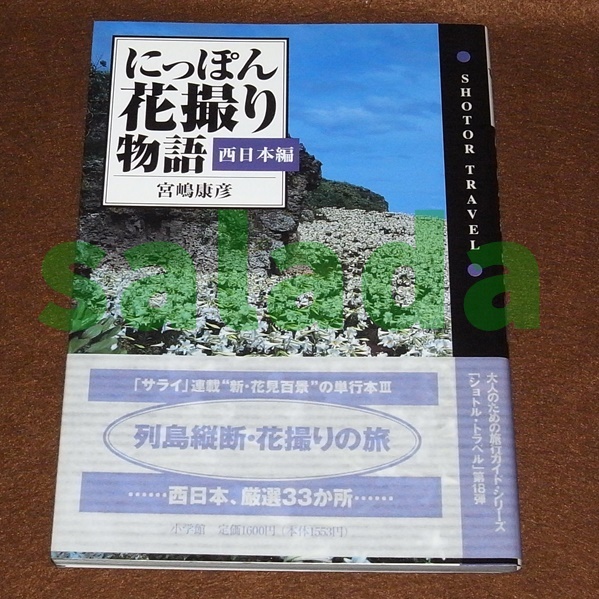 にっぽん
花撮り
物語
西日本編
宮嶋康彦
SHOTOR TRAVEL
salada
「サライ」連載“新・花見百景”の単行本Ⅲ
列島縦断・花撮りの旅
……西日本、厳選33か所……
小学館 定価1600円（本体1553円）
大人のための旅行ガイド・シリーズ
「ショトル・トラベル」第18弾